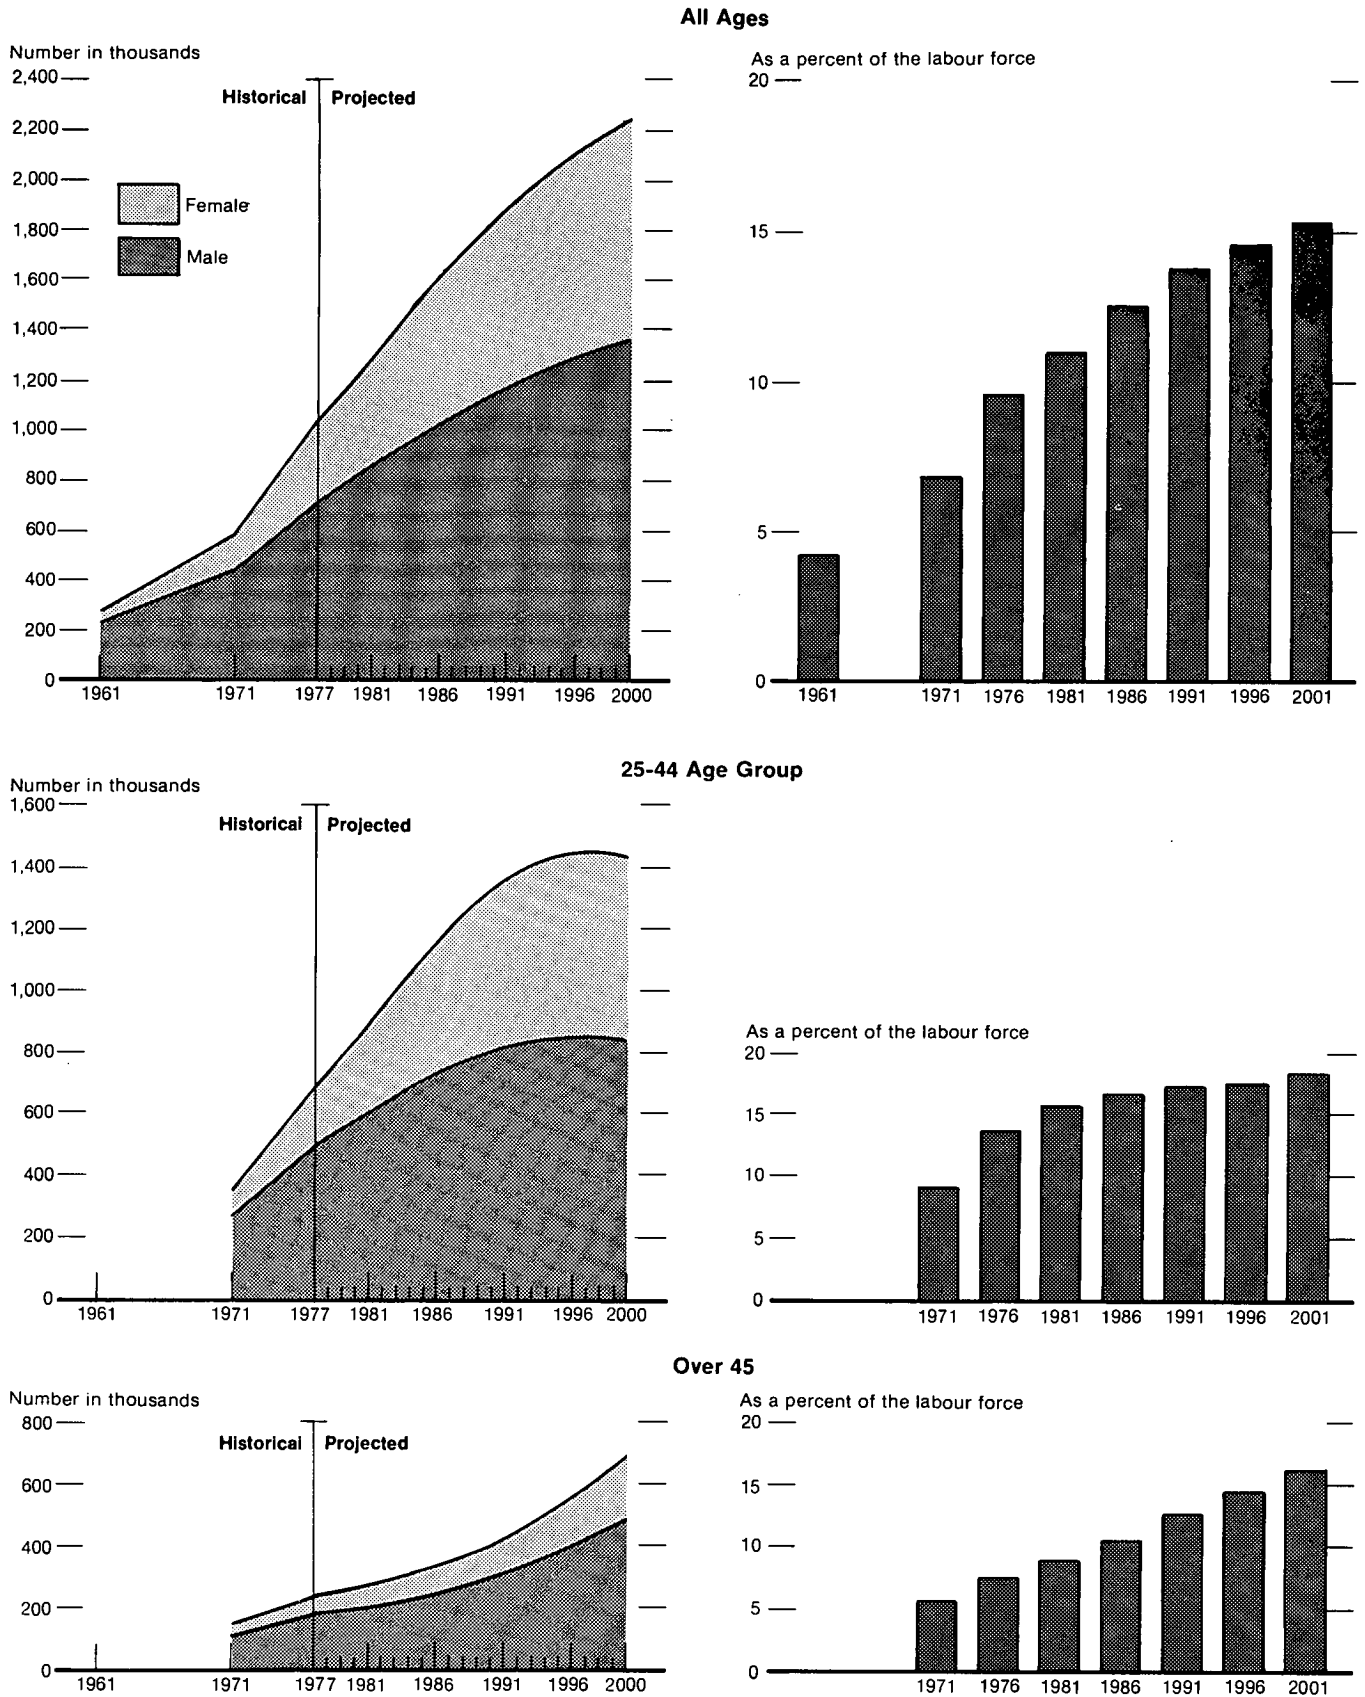 All Ages
Number in thousands
2,400
2,200
2,000
1,800
1,600
1,400
1,200
1,000
800
600
400
200
0
Historical Projected
Female
Male
1961 1971 1977 1981 1986 1991 1996 2000
As a percent of the labour force
20
15
10
5
0
1961 1971 1976 1981 1986 1991 1996 2001
25-44 Age Group
Number in thousands
1,600
1,400
1,200
1,000
800
600
400
200
0
Historical Projected
1961 1971 1977 1981 1986 1991 1996 2000
As a percent of the labour force
20
15
10
5
0
1971 1976 1981 1986 1991 1996 2001
Over 45
Number in thousands
800
600
400
200
0
Historical Projected
1961 1971 1977 1981 1986 1991 1996 2000
As a percent of the labour force
20
15
10
5
0
1971 1976 1981 1986 1991 1996 2001